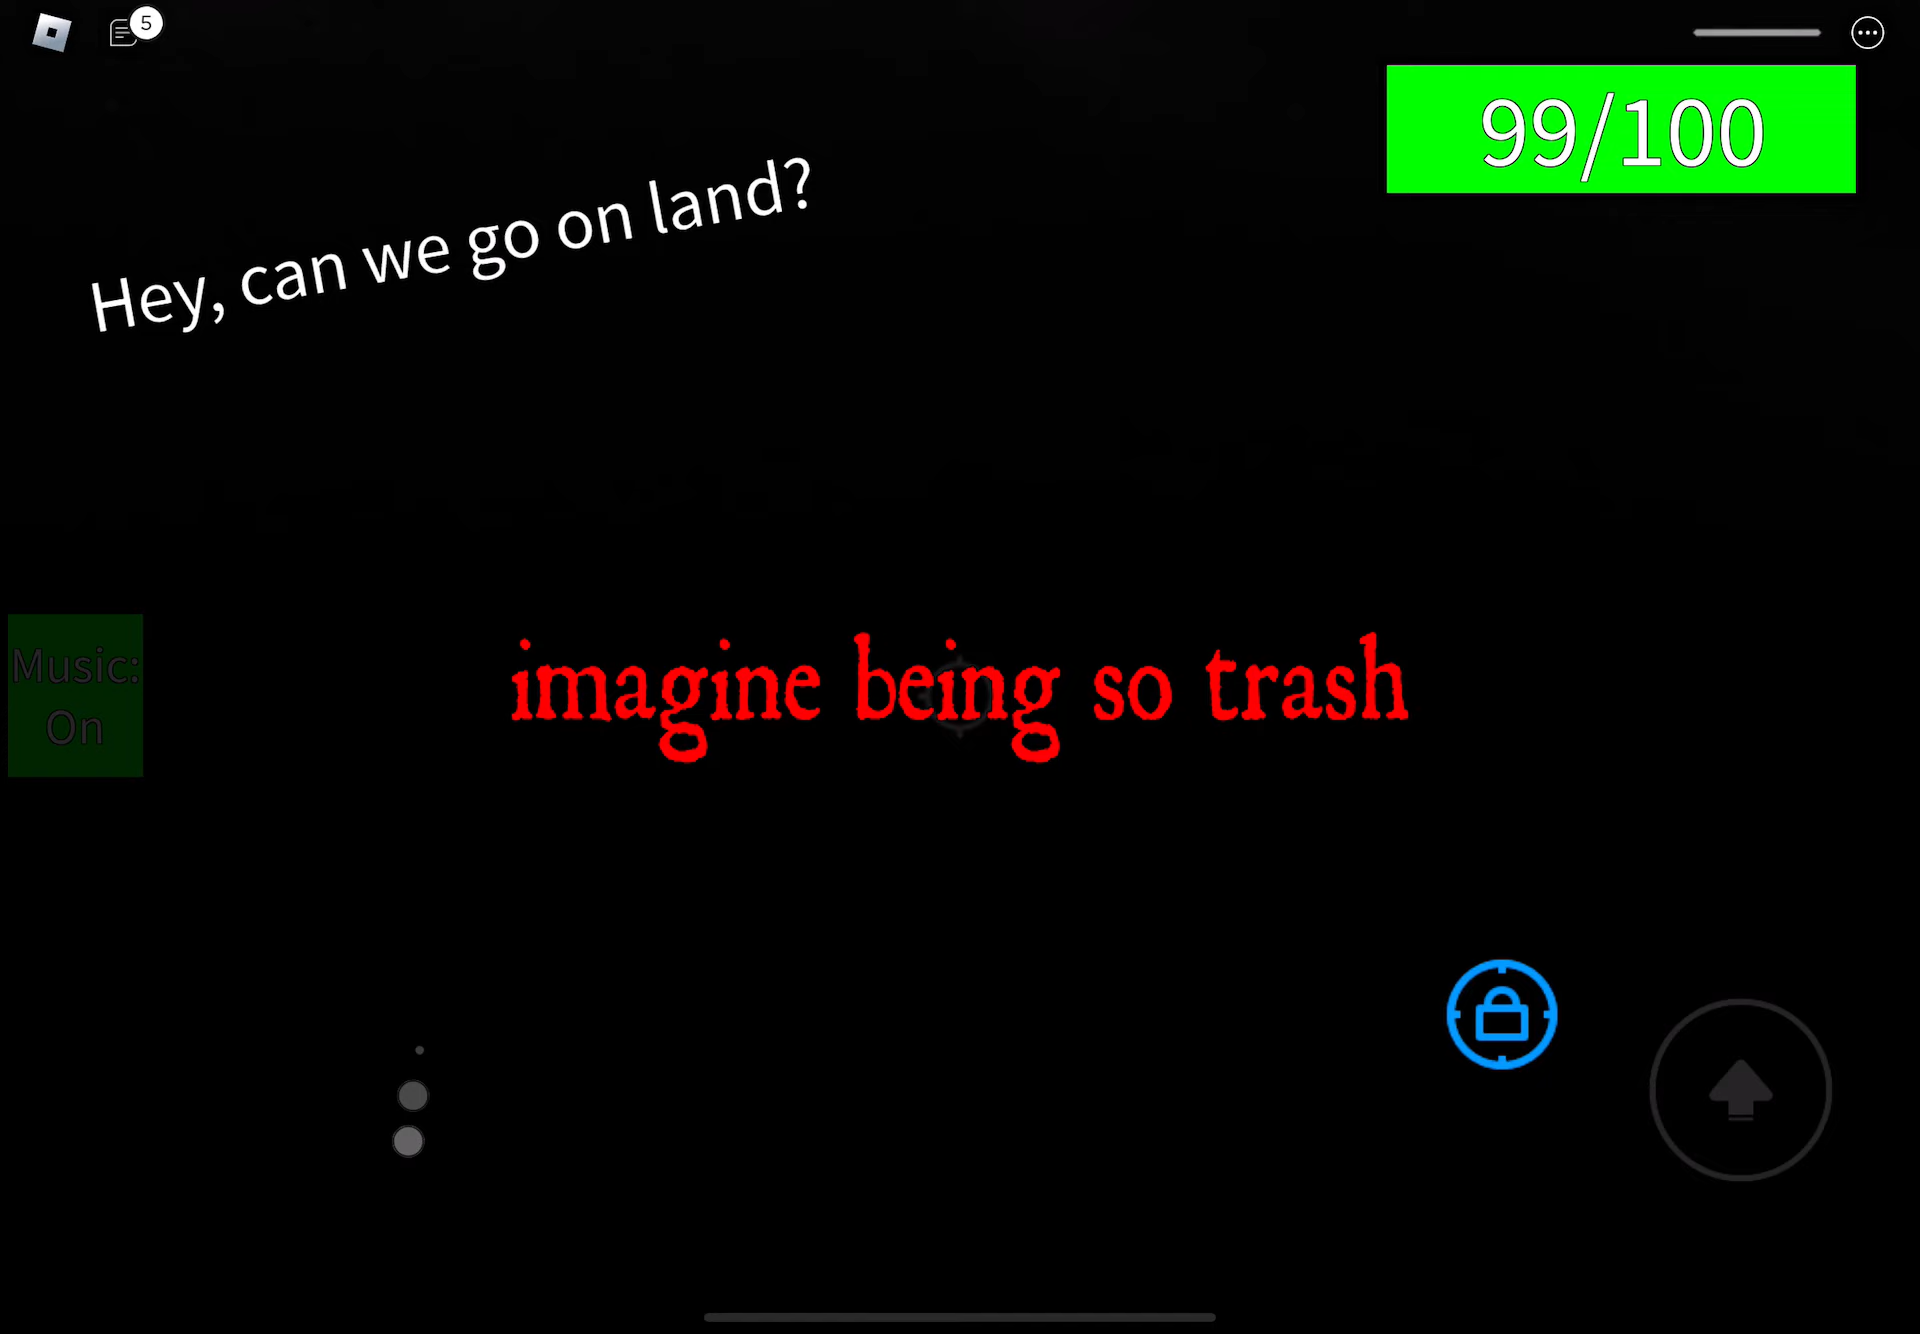 5
99/100
Hey, can we go on land?
imagine being so trash
Music:
On